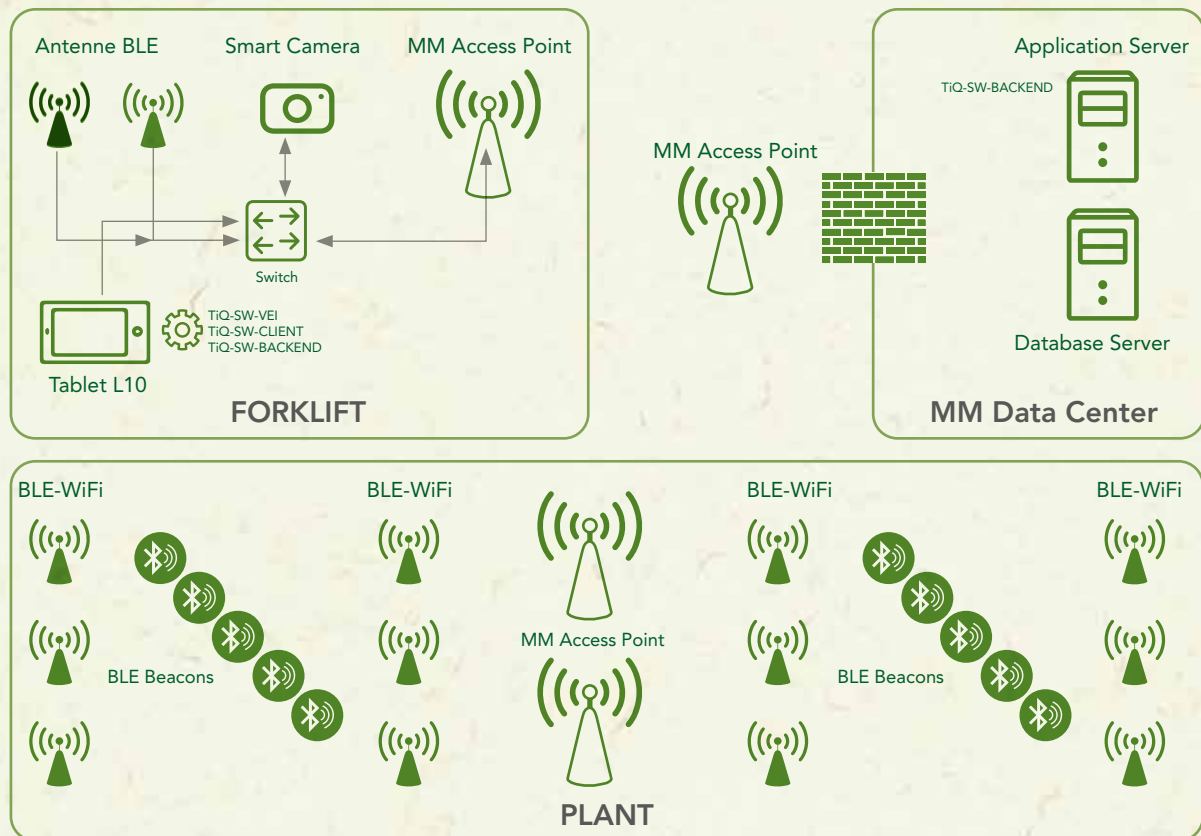 Antenne BLE
Smart Camera
MM Access Point
Switch
TiQ-SW-VEI
TiQ-SW-CLIENT
TiQ-SW-BACKEND
Tablet L10
FORKLIFT
MM Access Point
Application Server
TiQ-SW-BACKEND
Database Server
MM Data Center
BLE-WiFi
BLE-WiFi
BLE-WiFi
BLE-WiFi
BLE Beacons
MM Access Point
BLE Beacons
PLANT